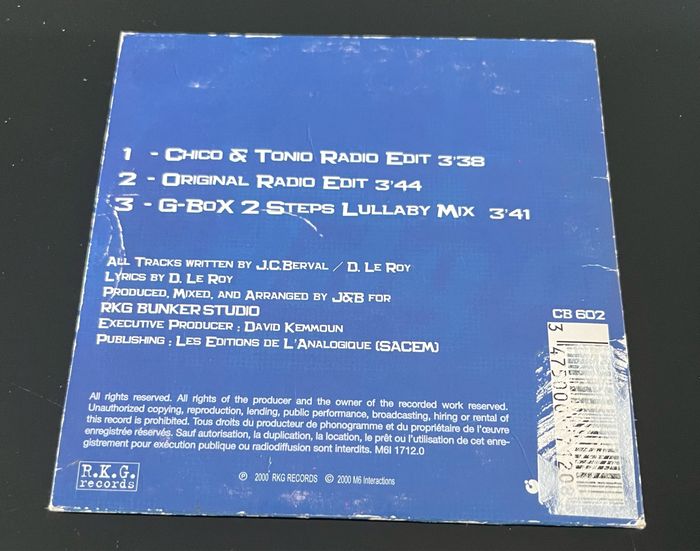 1 - Chico & Tonio Radio Edit 3'38
2 - Original Radio Edit 3'44
3 - G-Box 2 Steps Lullaby Mix 3'41
All Tracks written by J.C.Berval / D. Le Roy
Lyrics by D. Le Roy
Produced, Mixed, and Arranged by J&B for
RKG BUNKER STUDIO
Executive Producer : David Kemmoun
Publishing : Les Editions de L'Analogique (SACEM)
CB 602
All rights reserved. All rights of the producer and the owner of the recorded work reserved.
Unauthorized copying, reproduction, lending, public performance, broadcasting, hiring or rental of
this record is prohibited. Tous droits du producteur de phonogramme et du propriétaire de l'œuvre
enregistrée réservés. Sauf autorisation, la duplication, la location, le prêt ou l'utilisation de cet enre-
gistrement pour exécution publique ou radiodiffusion sont interdits. M6I 1712.0
R.K.G.
records
℗ 2000 RKG RECORDS © 2000 M6 Interactions